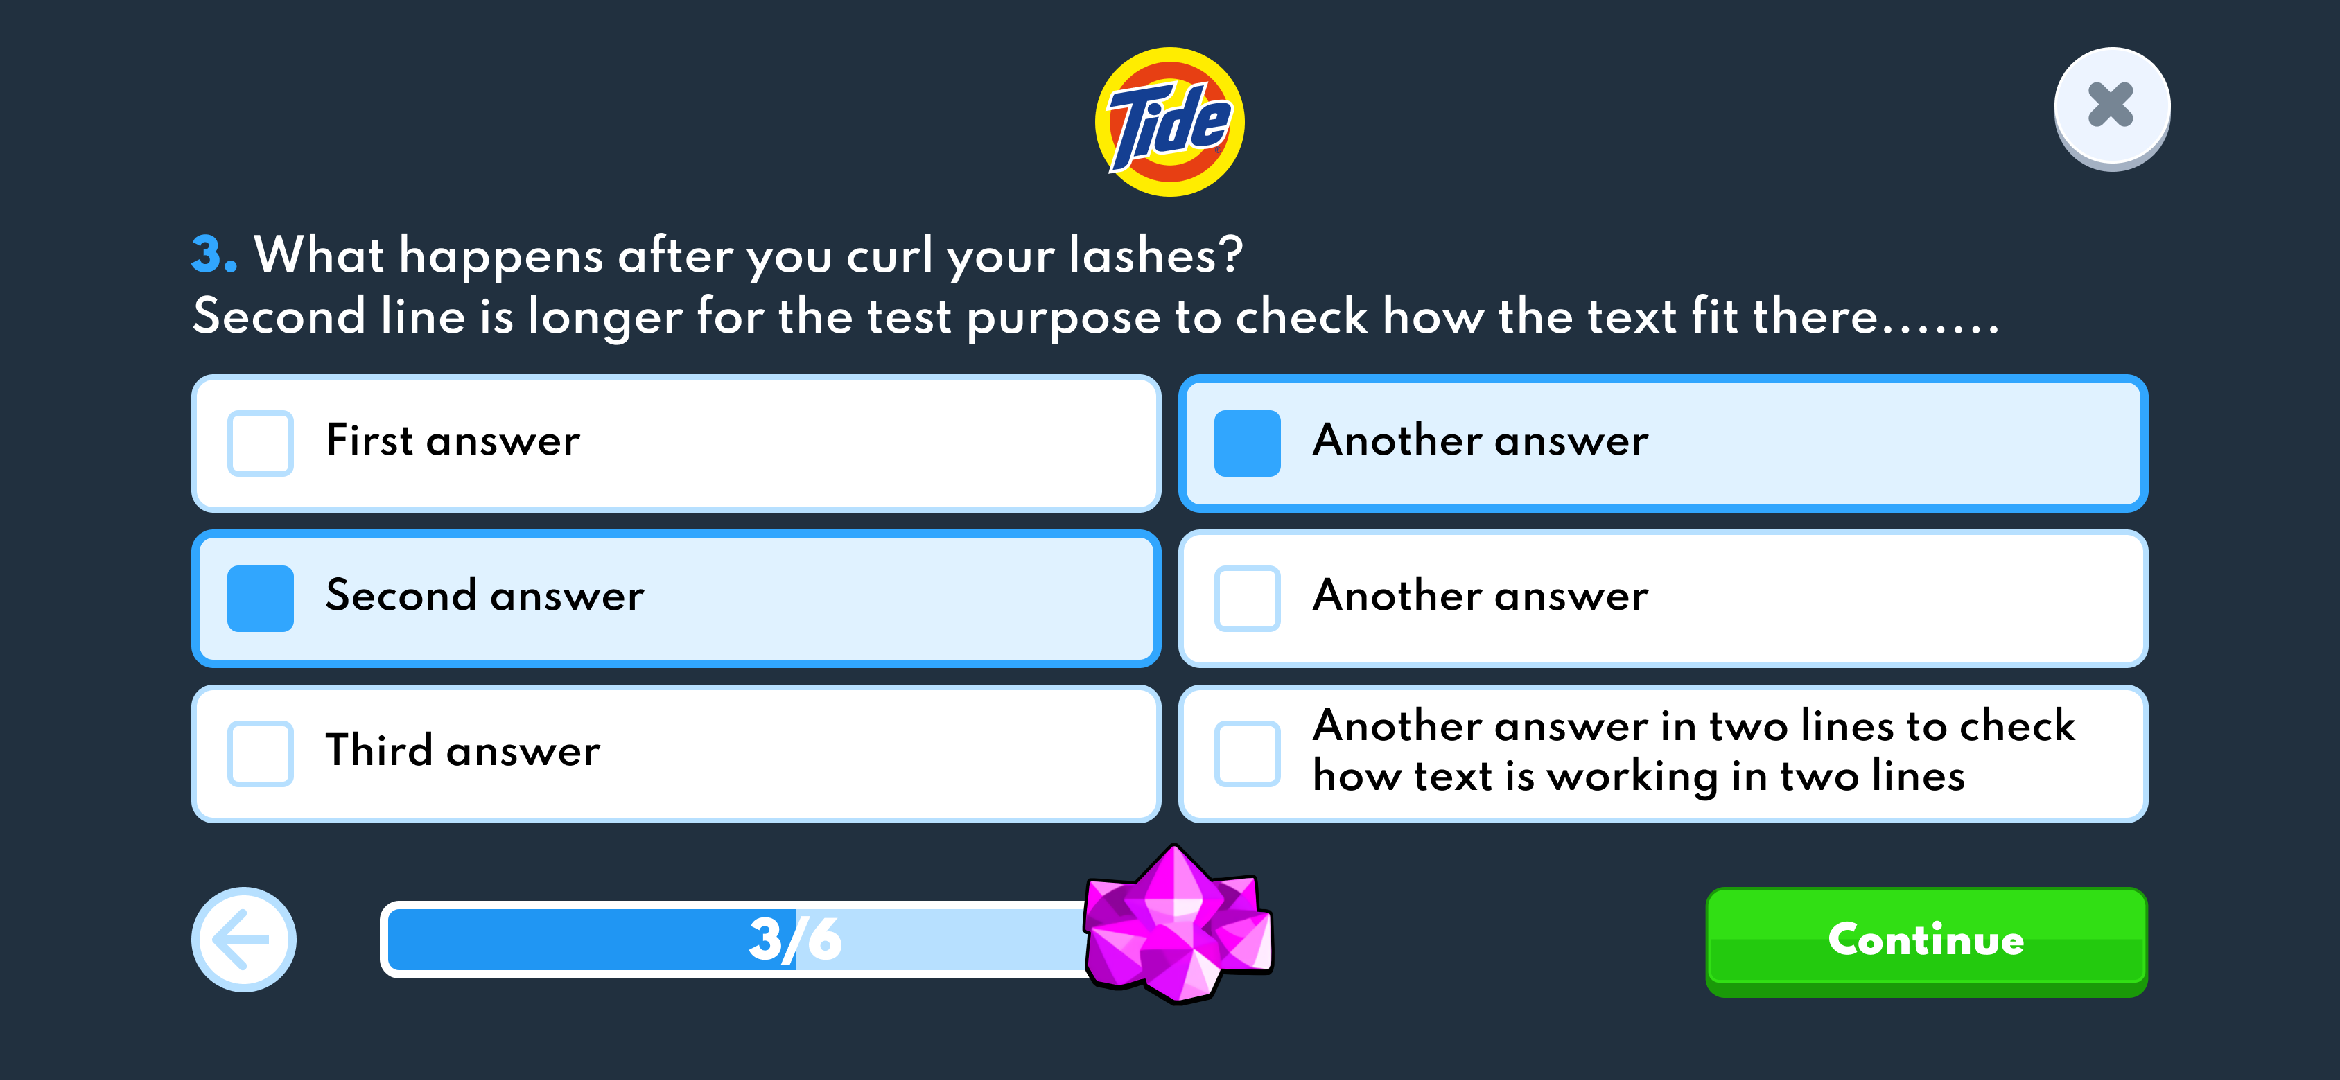 Tide
3. What happens after you curl your lashes?
Second line is longer for the test purpose to check how the text fit there.......
First answer
Another answer
Second answer
Another answer
Third answer
Another answer in two lines to check
how text is working in two lines
3/6
Continue